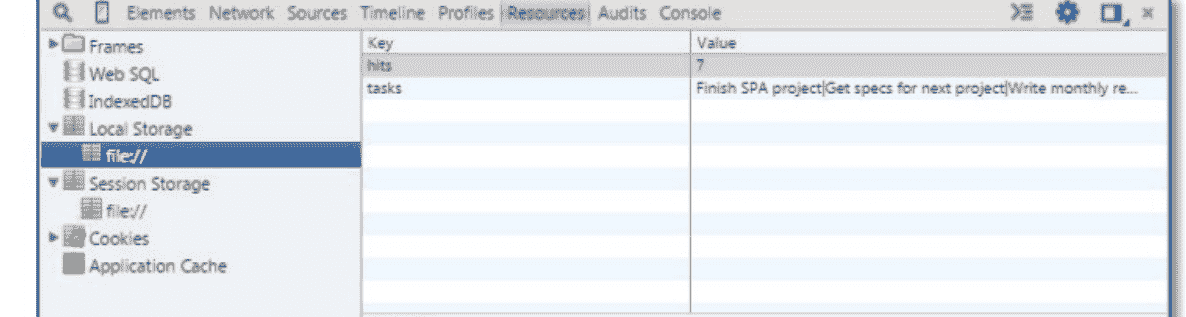 Elements Network Sources Timeline Profiles Resources Audits Console
Frames
Web SQL
IndexedDB
Local Storage
file://
Session Storage
file://
Cookies
Application Cache
Key Value
hits 7
tasks Finish SPA project|Get specs for next project|Write monthly re...